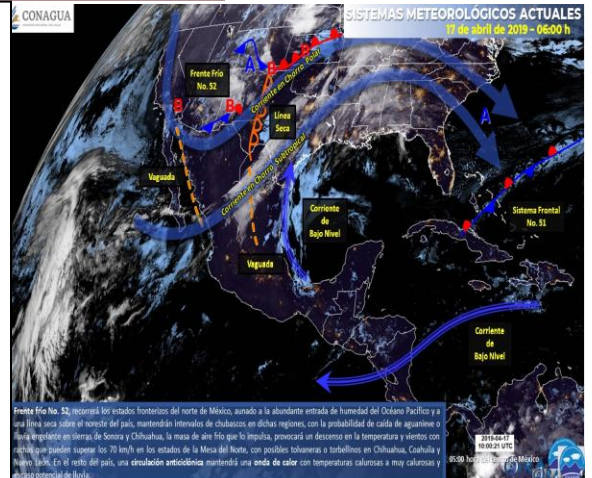 CONAGUA
SISTEMAS METEOROLÓGICOS ACTUALES
17 de abril de 2019 – 06:00 h
Frente Frío
No. 52
A
B
Corriente en Chorro Polar
B
B
Línea
Seca
A
Corriente en Chorro Subtropical
Vaguada
Corriente
de
Bajo Nivel
Sistema Frontal
No. 51
Vaguada
Corriente
de
Bajo Nivel
Frente frío No. 52, recorrerá los estados fronterizos del norte de México, aunado a la abundante entrada de humedad del Océano Pacífico y a
una línea seca sobre el noreste del país, mantendrán intervalos de chubascos en dichas regiones, con la probabilidad de caída de aguanieve o
lluvia engelante en sierras de Sonora y Chihuahua, la masa de aire frío que lo impulsa, provocará un descenso en la temperatura y vientos con
rachas que pueden superar los 70 km/h en los estados de la Mesa del Norte, con posibles tolvaneras o torbellinos en Chihuahua, Coahuila y
Nuevo León. En el resto del país, una circulación anticiclónica mantendrá una onda de calor con temperaturas calurosas a muy calurosas y
escaso potencial de lluvia.
2019-04-17
10:00:21 UTC
05:00 hora del Centro de México